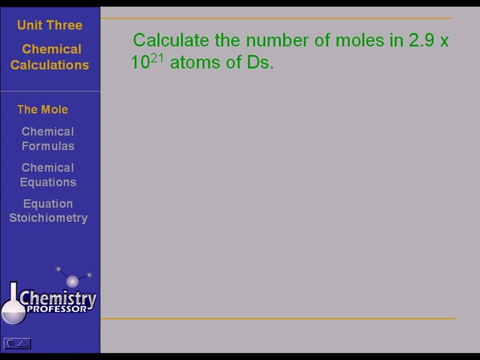 Unit Three
Chemical
Calculations
The Mole
Chemical
Formulas
Chemical
Equations
Equation
Stoichiometry
Chemistry
PROFESSOR
Calculate the number of moles in 2.9 x
10²¹ atoms of Ds.